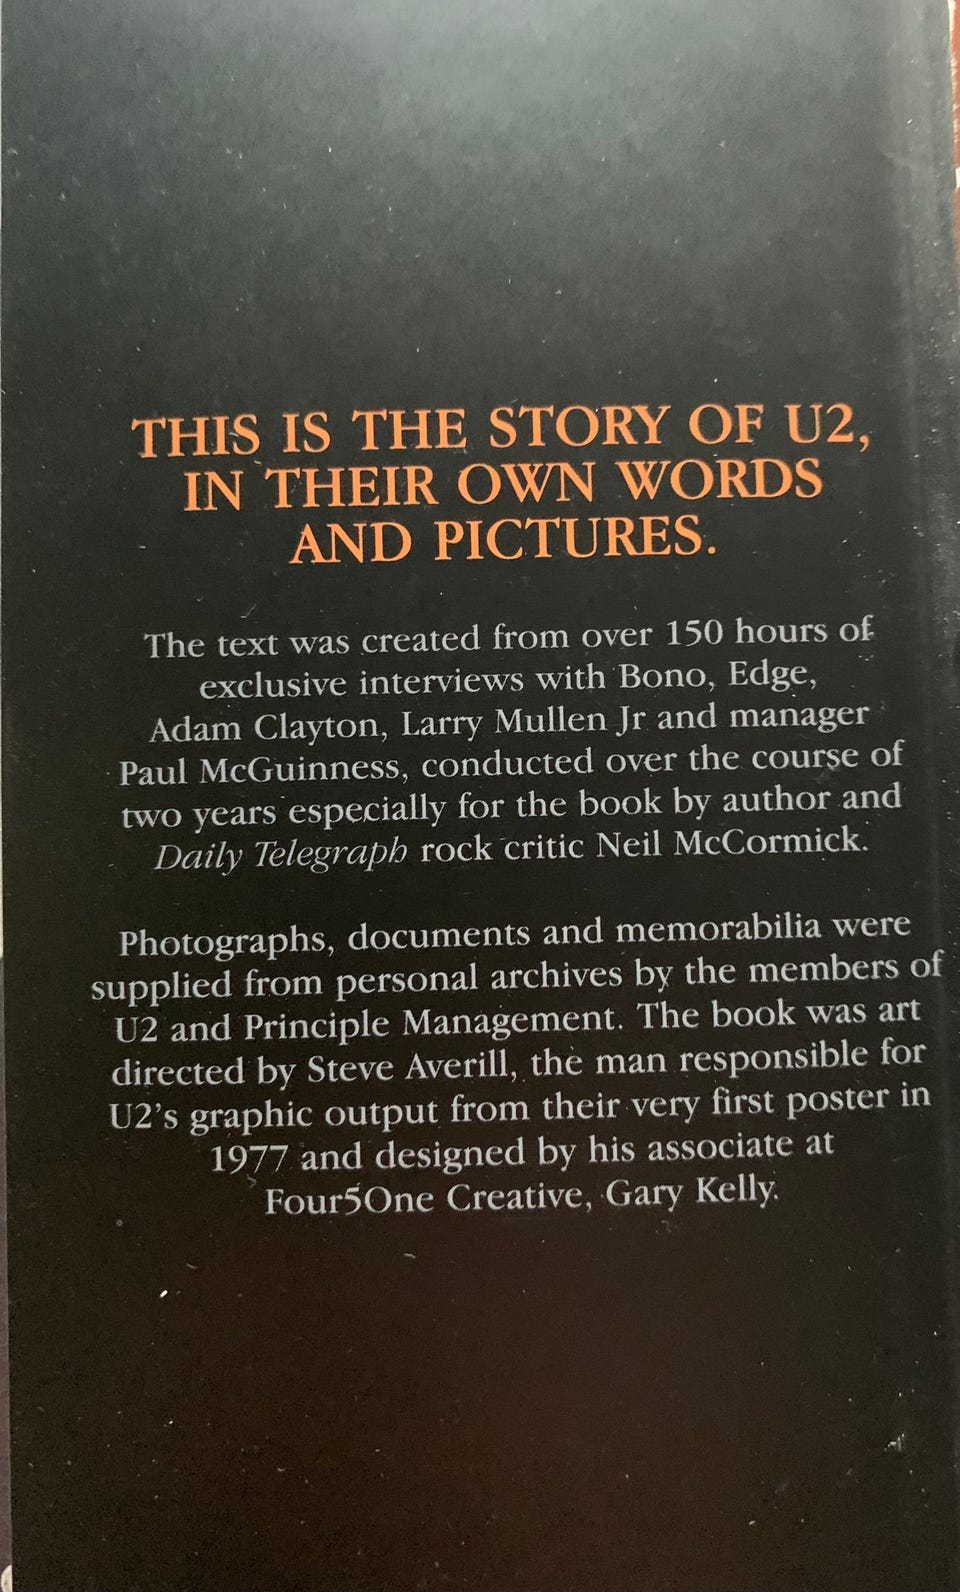 THIS IS THE STORY OF U2,
IN THEIR OWN WORDS
AND PICTURES.
The text was created from over 150 hours of
exclusive interviews with Bono, Edge,
Adam Clayton, Larry Mullen Jr and manager
Paul McGuinness, conducted over the course of
two years especially for the book by author and
Daily Telegraph rock critic Neil McCormick.
Photographs, documents and memorabilia were
supplied from personal archives by the members of
U2 and Principle Management. The book was art
directed by Steve Averill, the man responsible for
U2's graphic output from their very first poster in
1977 and designed by his associate at
Four5One Creative, Gary Kelly.